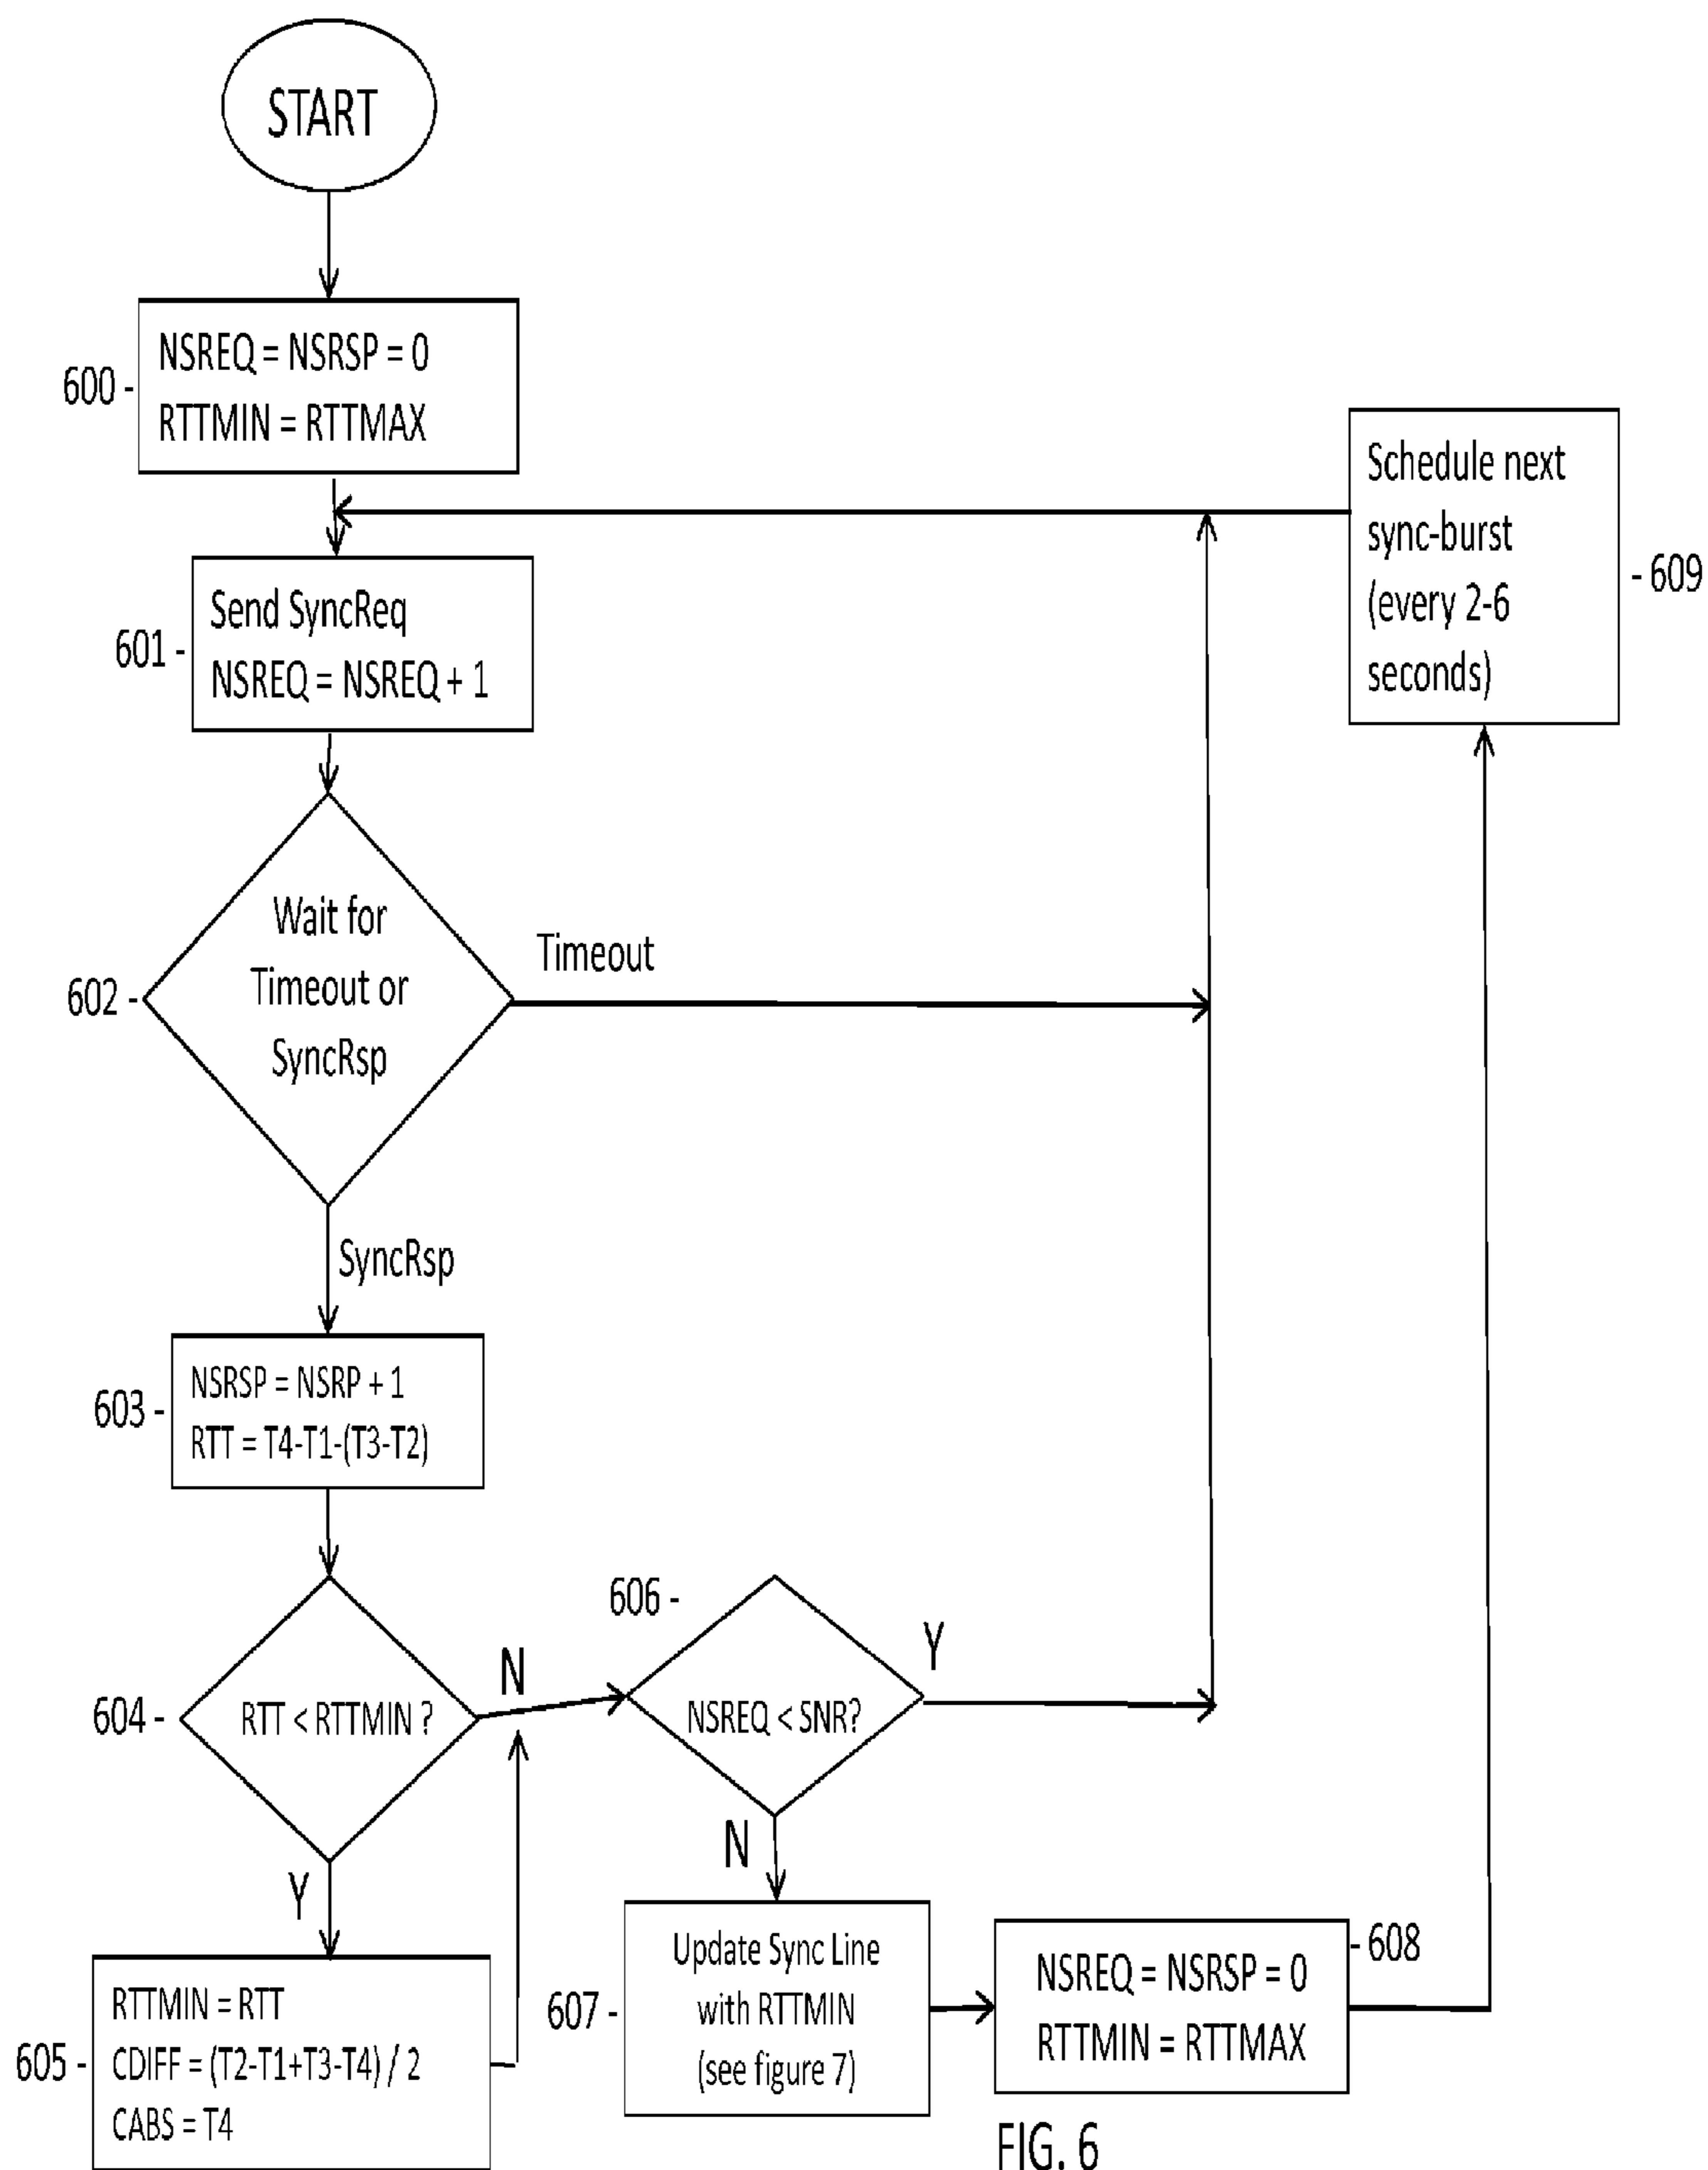 START
600 -
NSREQ = NSRSP = 0
RTTMIN = RTTMAX
Schedule next
sync-burst
(every 2-6
seconds)
- 609
601 -
Send SyncReq
NSREQ = NSREQ + 1
602 -
Wait for
Timeout or
SyncRsp
Timeout
SyncRsp
603 -
NSRSP = NSRP + 1
RTT = T4-T1-(T3-T2)
604 -
RTT < RTTMIN ?
N
Y
606 -
NSREQ < SNR?
Y
N
605 -
RTTMIN = RTT
CDIFF = (T2-T1+T3-T4) / 2
CABS = T4
607 -
Update Sync Line
with RTTMIN
(see figure 7)
- 608
NSREQ = NSRSP = 0
RTTMIN = RTTMAX
FIG. 6